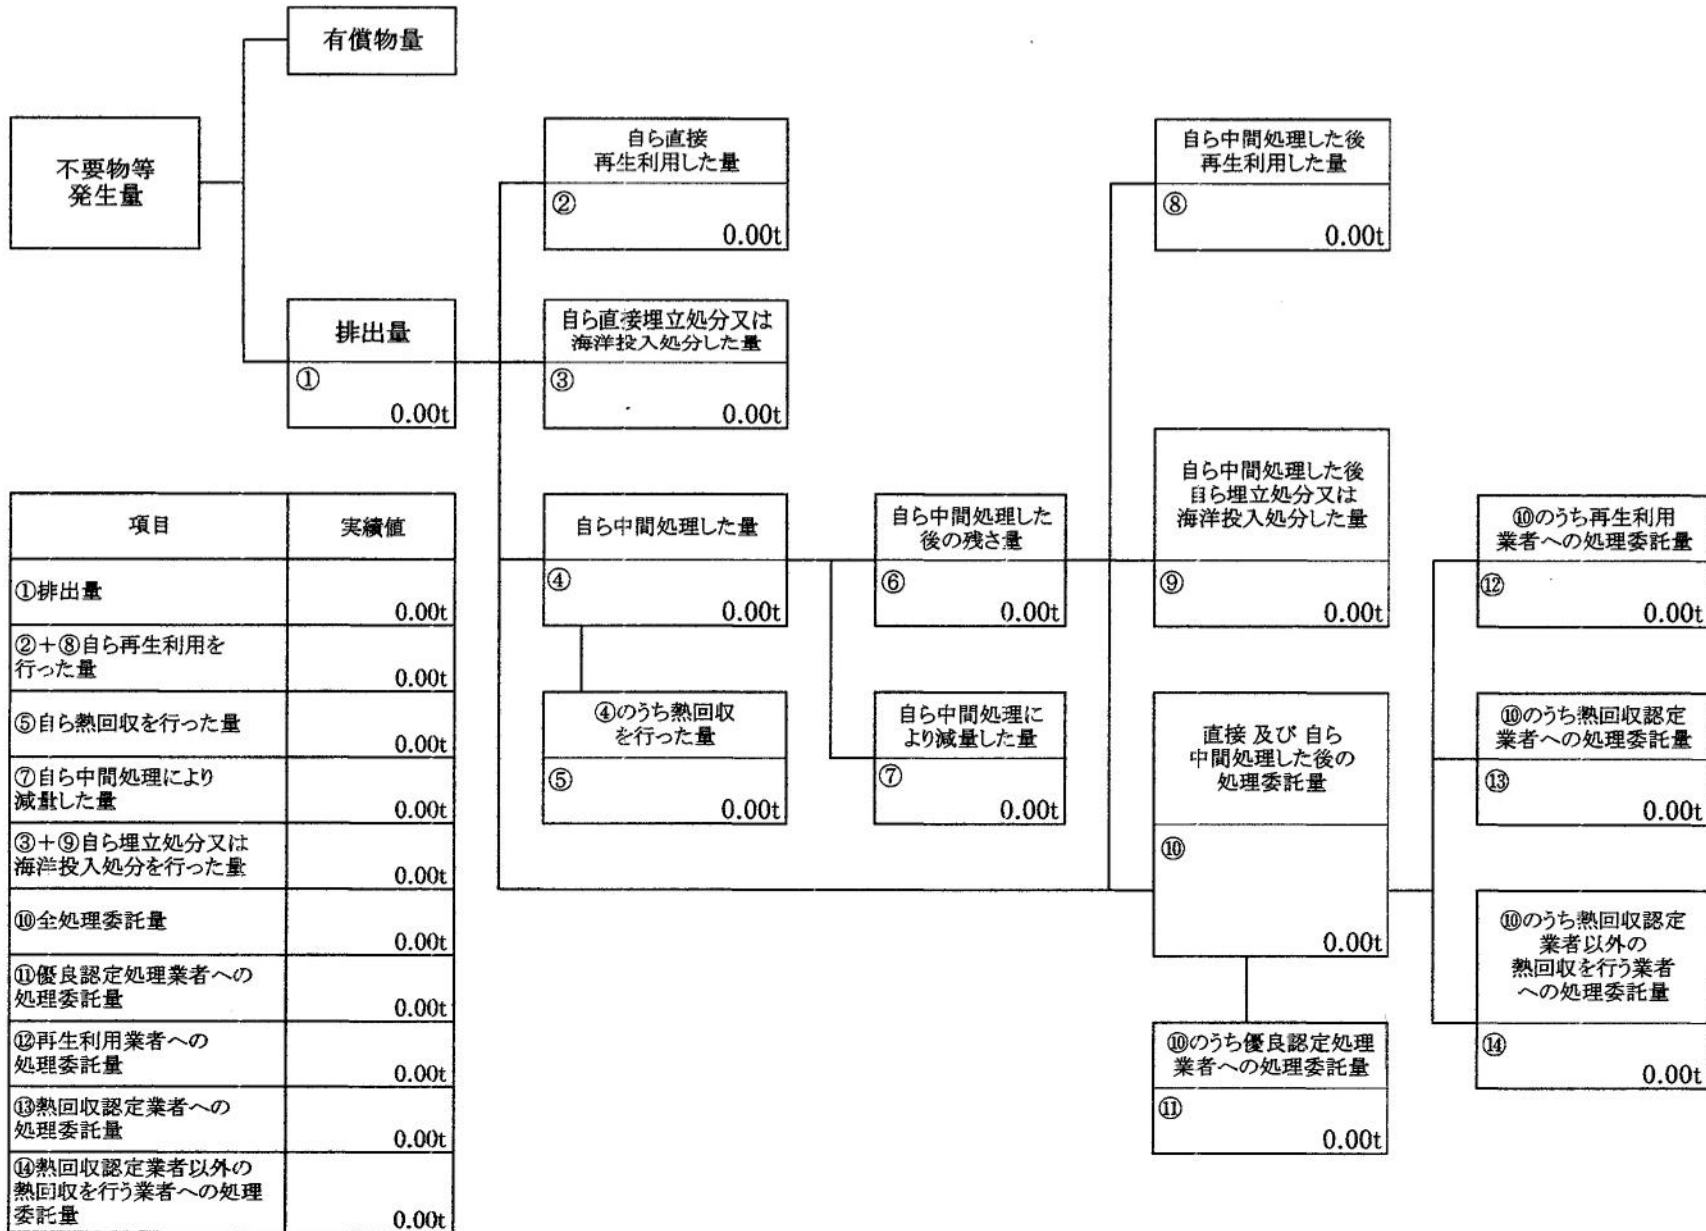 有償物量
不要物等
発生量
排出量
①
0.00t
自ら直接
再生利用した量
②
0.00t
自ら直接埋立処分又は
海洋投入処分した量
③
0.00t
自ら中間処理した量
④
0.00t
④のうち熱回収
を行った量
⑤
0.00t
自ら中間処理した
後の残さ量
⑥
0.00t
自ら中間処理に
より減量した量
⑦
0.00t
自ら中間処理した後
再生利用した量
⑧
0.00t
自ら中間処理した後
自ら埋立処分又は
海洋投入処分した量
⑨
0.00t
直接 及び 自ら
中間処理した後の
処理委託量
⑩
0.00t
⑩のうち優良認定処理
業者への処理委託量
⑪
0.00t
⑩のうち再生利用
業者への処理委託量
⑫
0.00t
⑩のうち熱回収認定
業者への処理委託量
⑬
0.00t
⑩のうち熱回収認定
業者以外の
熱回収を行う業者
への処理委託量
⑭
0.00t
項目 実績値
①排出量
0.00t
②+⑧自ら再生利用を
行った量
0.00t
⑤自ら熱回収を行った量
0.00t
⑦自ら中間処理により
減量した量
0.00t
③+⑨自ら埋立処分又は
海洋投入処分を行った量
0.00t
⑩全処理委託量
0.00t
⑪優良認定処理業者への
処理委託量
0.00t
⑫再生利用業者への
処理委託量
0.00t
⑬熱回収認定業者への
処理委託量
0.00t
⑭熱回収認定業者以外の
熱回収を行う業者への処理
委託量
0.00t